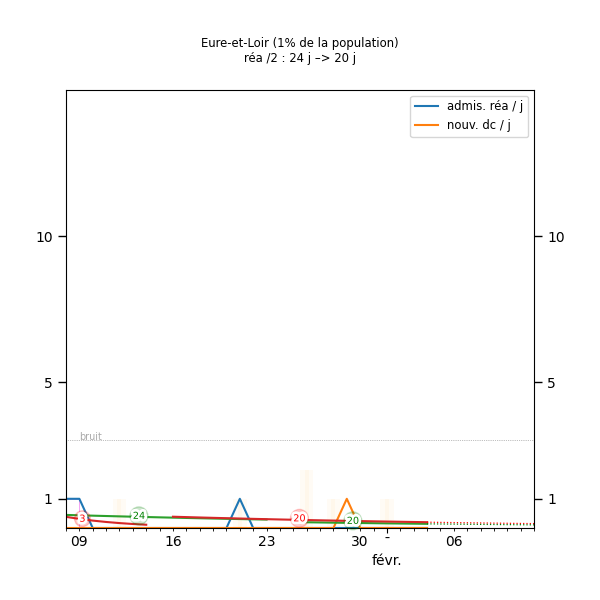 Eure-et-Loir (1% de la population)
réa /2 : 24 j –> 20 j
admis. réa / j
nouv. dc / j
10 10
5 5
bruit
1 1
3 24 20 20
09 16 23 30 - 06
févr.